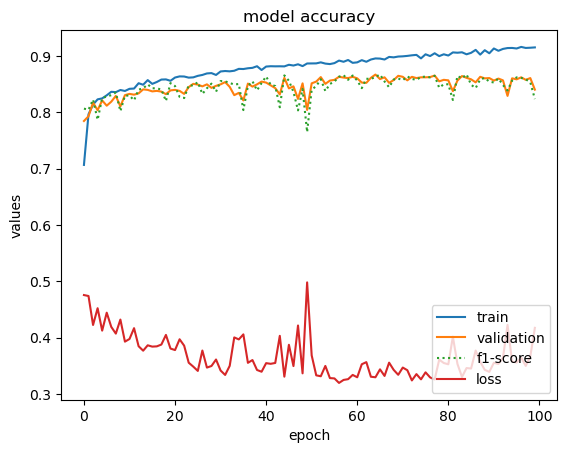 model accuracy
values
0.9
0.8
0.7
0.6
0.5
0.4
0.3
0
20
40
60
80
100
epoch
train
validation
f1-score
loss